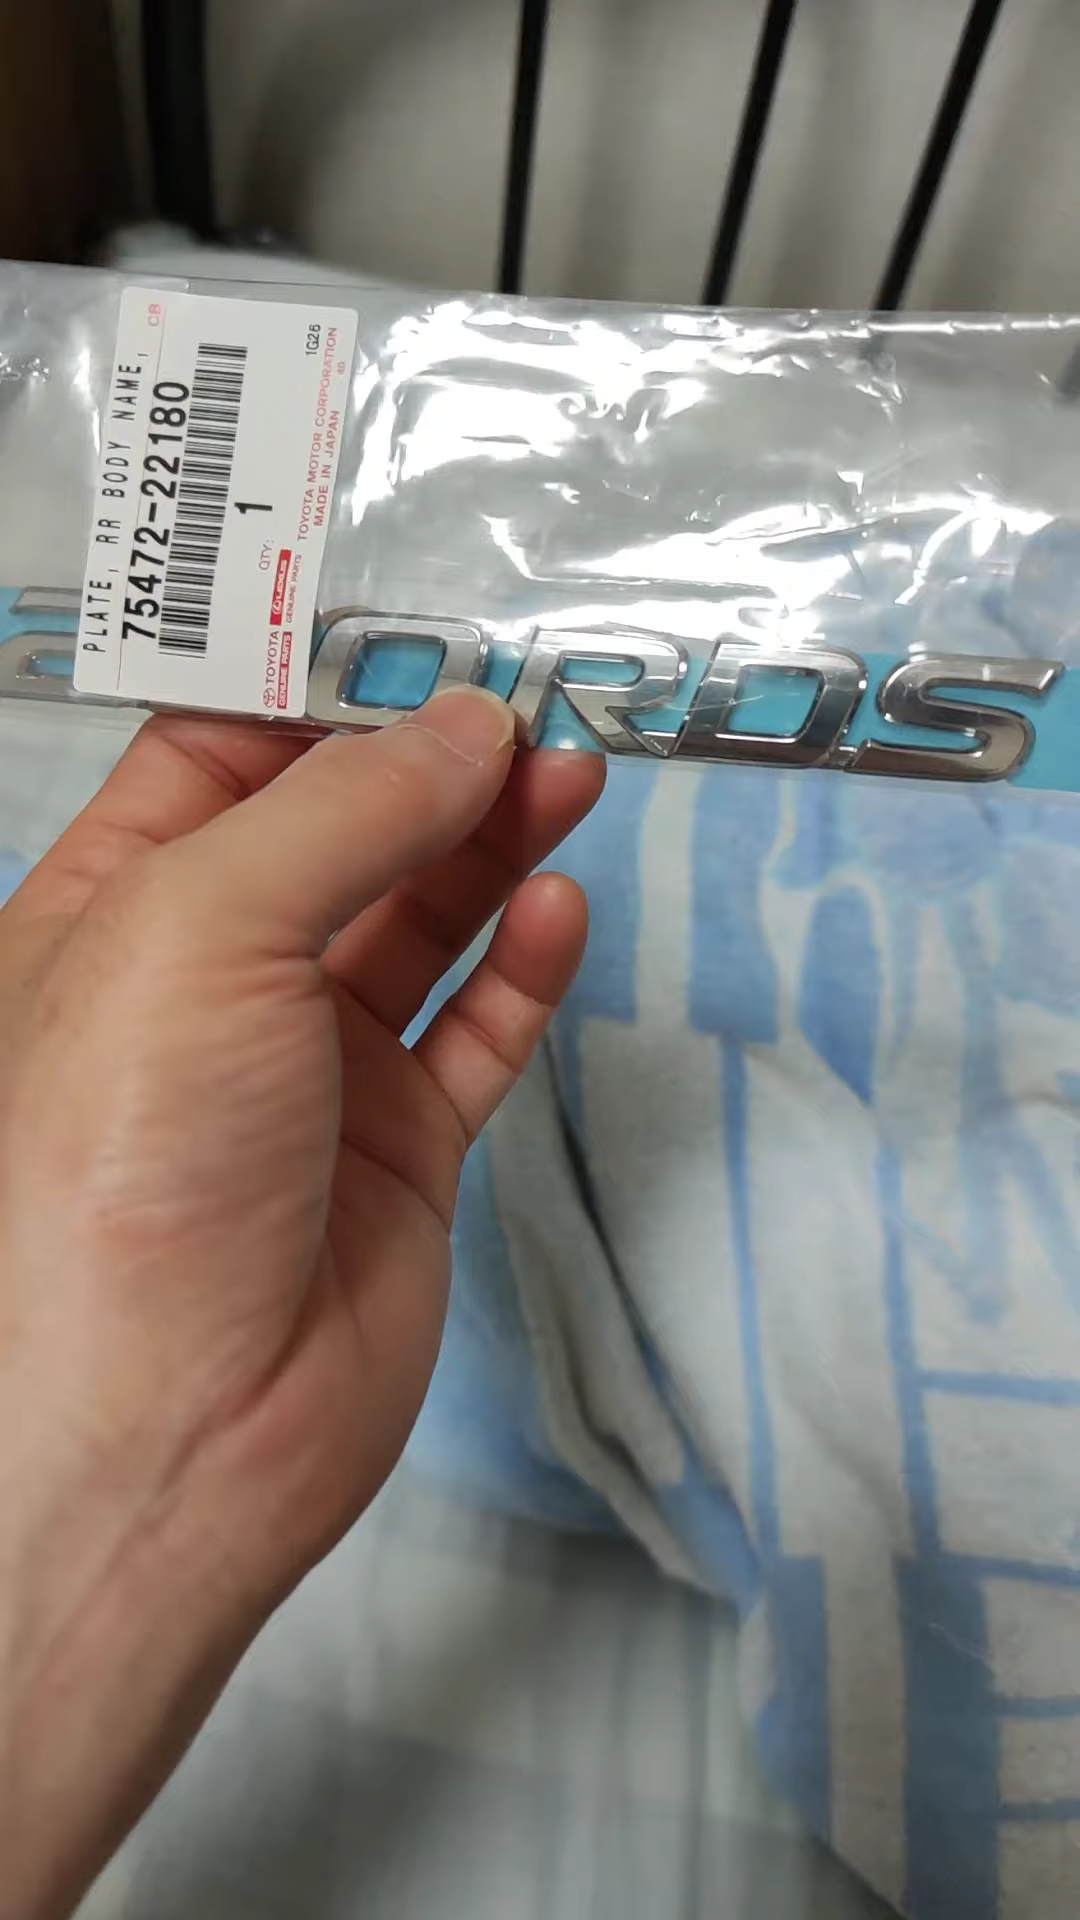 PLATE, RR BODY NAME,
CB
75472-22180
QTY:
1
1G26
TOYOTA MOTOR CORPORATION
MADE IN JAPAN
40
TOYOTA
GENUINE PARTS
LEXUS
GENUINE PARTS
ORDS